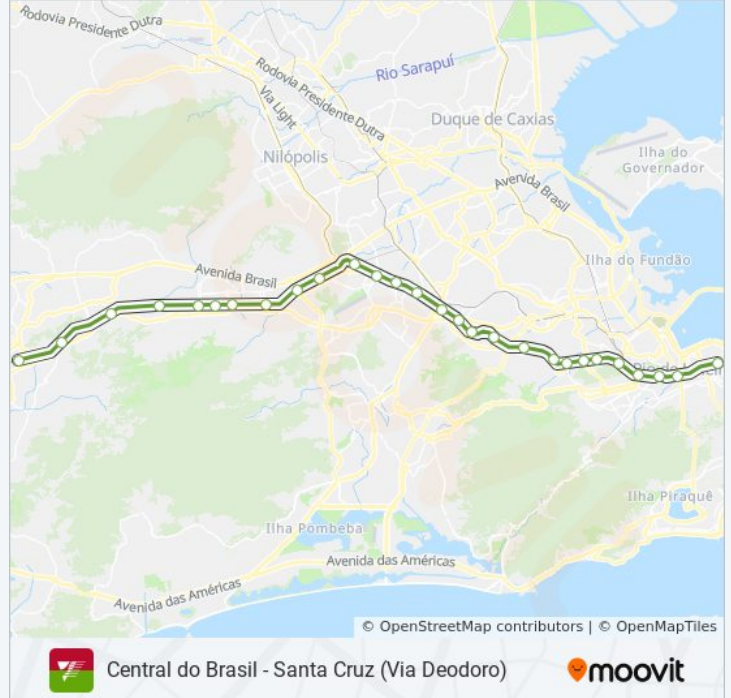 Rodovia Presidente Dutra
Rio Sarapuí
Rodovia Presidente Dutra
Via Light
Duque de Caxias
Nilópolis
Ilha do
Governador
Avenida Brasil
Ilha do Fundão
Avenida Brasil
Ilha Piraquê
Ilha Pombeba
Avenida das Américas
Avenida das Américas
© OpenStreetMap contributors | © OpenMapTiles
Central do Brasil - Santa Cruz (Via Deodoro)
moovit